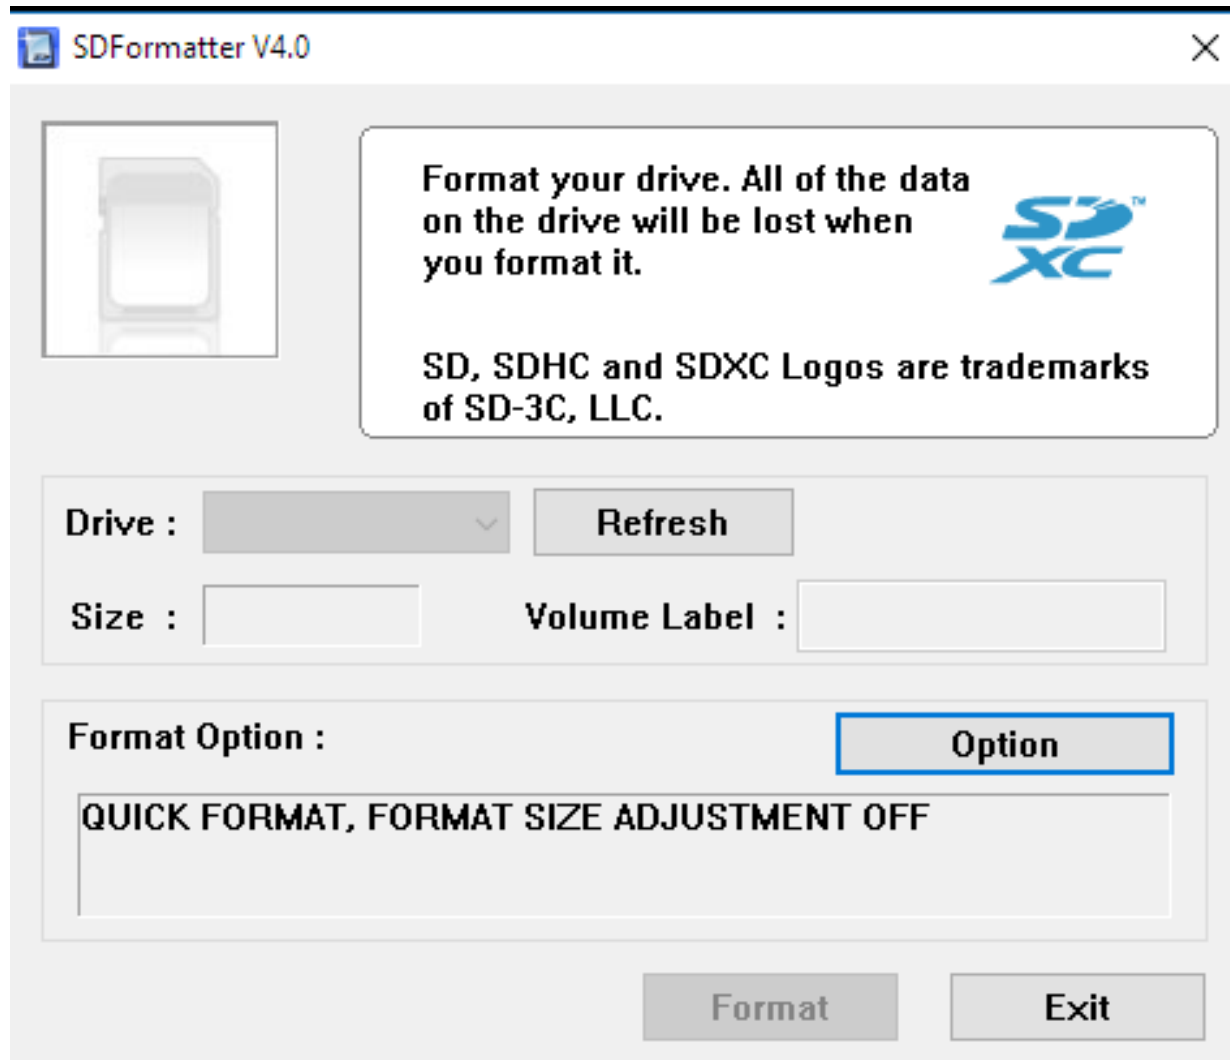 SDFormatter V4.0
Format your drive. All of the data
on the drive will be lost when
you format it.
SD™
XC
SD, SDHC and SDXC Logos are trademarks
of SD-3C, LLC.
Drive :
Refresh
Size :
Volume Label :
Format Option :
Option
QUICK FORMAT, FORMAT SIZE ADJUSTMENT OFF
Format
Exit